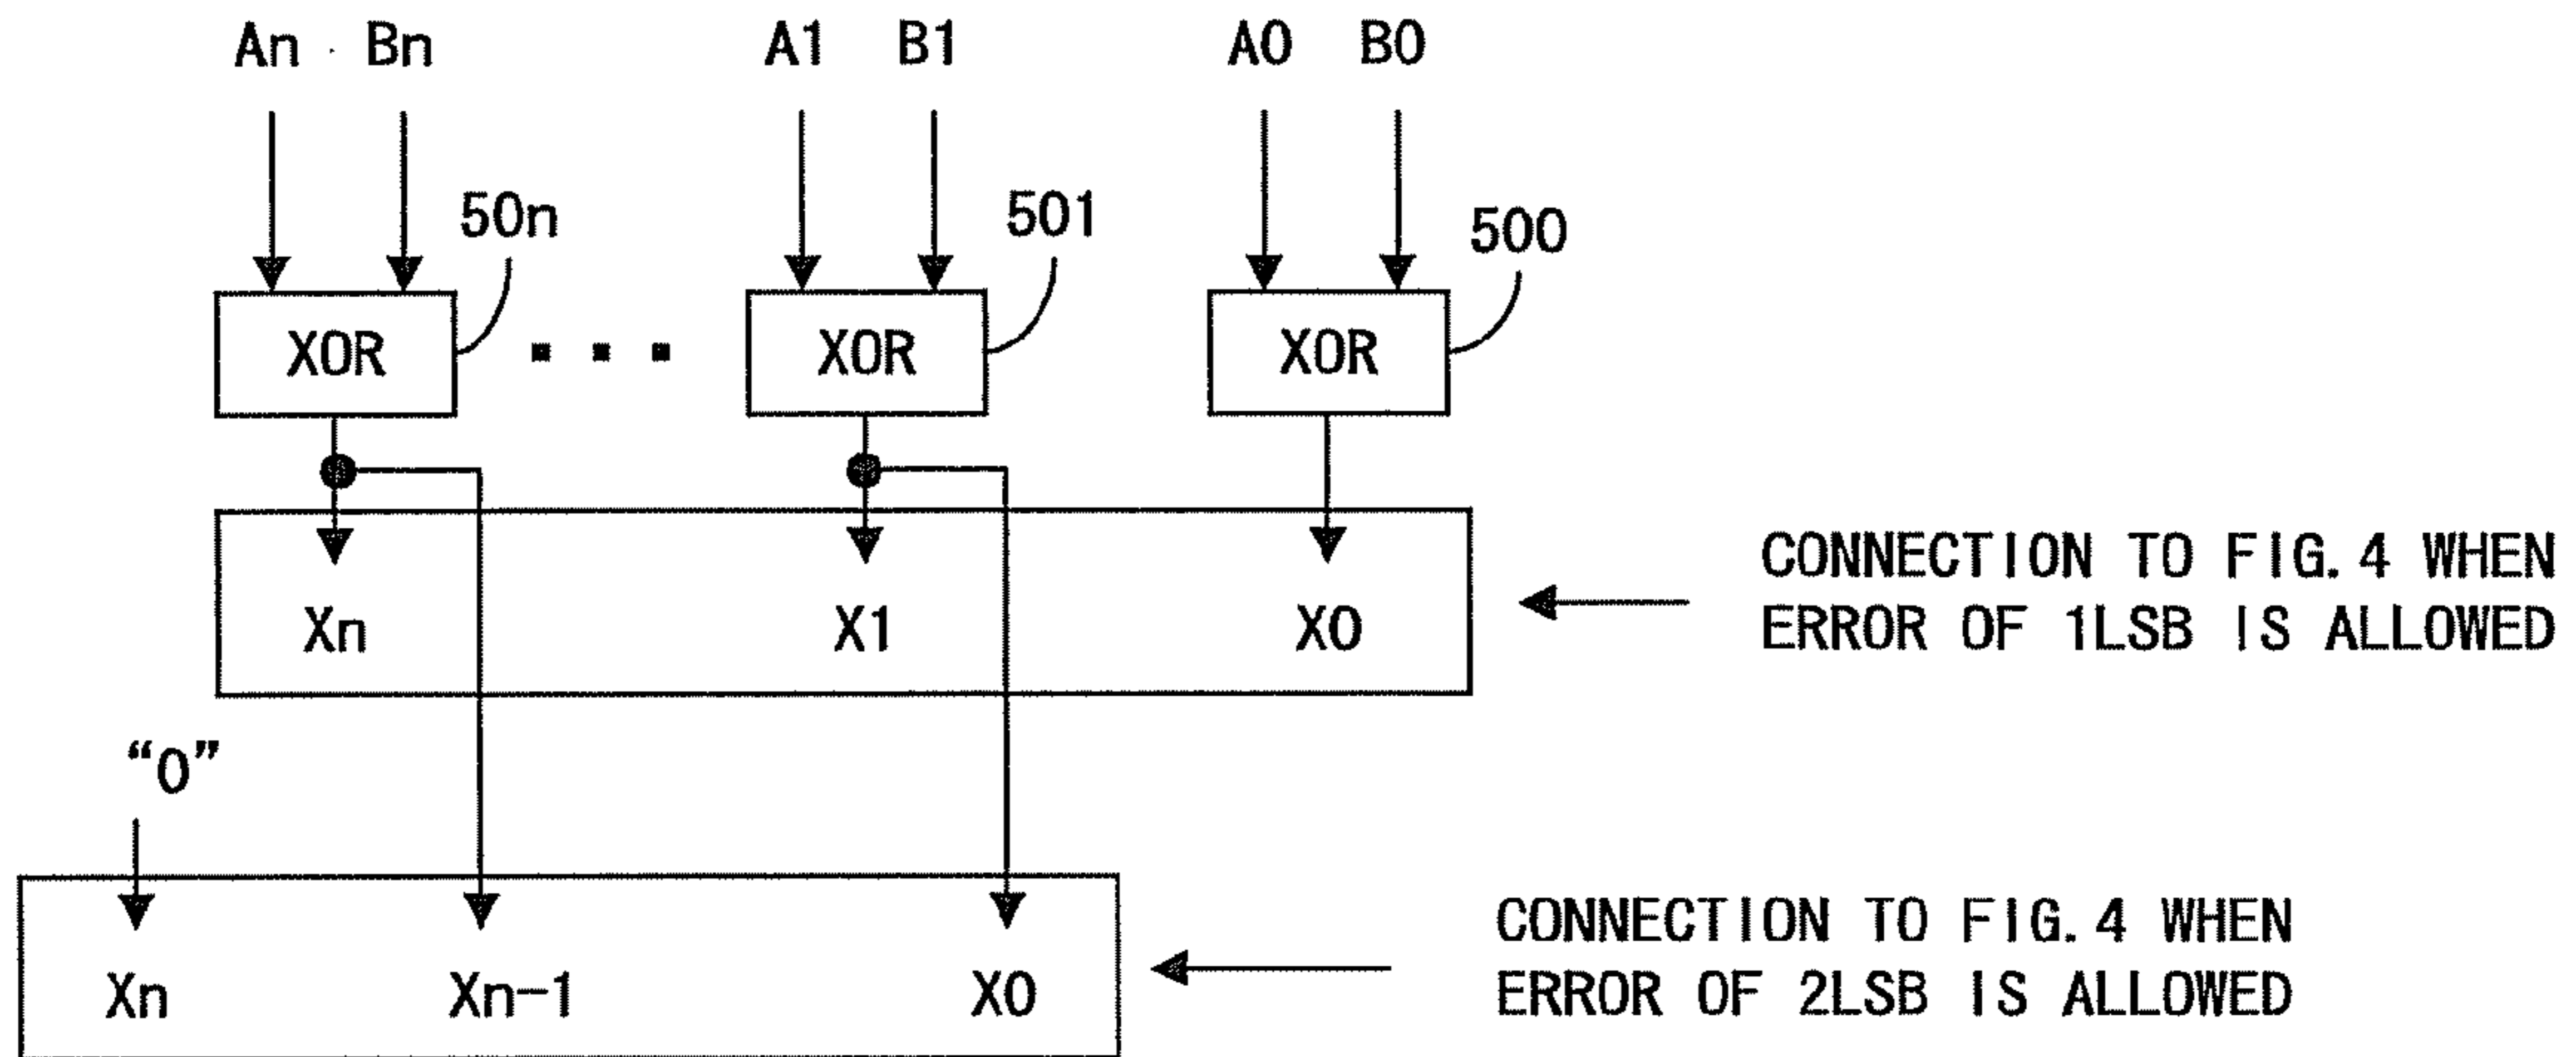 An Bn A1 B1 A0 B0
50n 501 500
XOR XOR XOR
CONNECTION TO FIG. 4 WHEN
ERROR OF 1LSB IS ALLOWED
Xn X1 X0
“0”
CONNECTION TO FIG. 4 WHEN
ERROR OF 2LSB IS ALLOWED
Xn Xn-1 X0